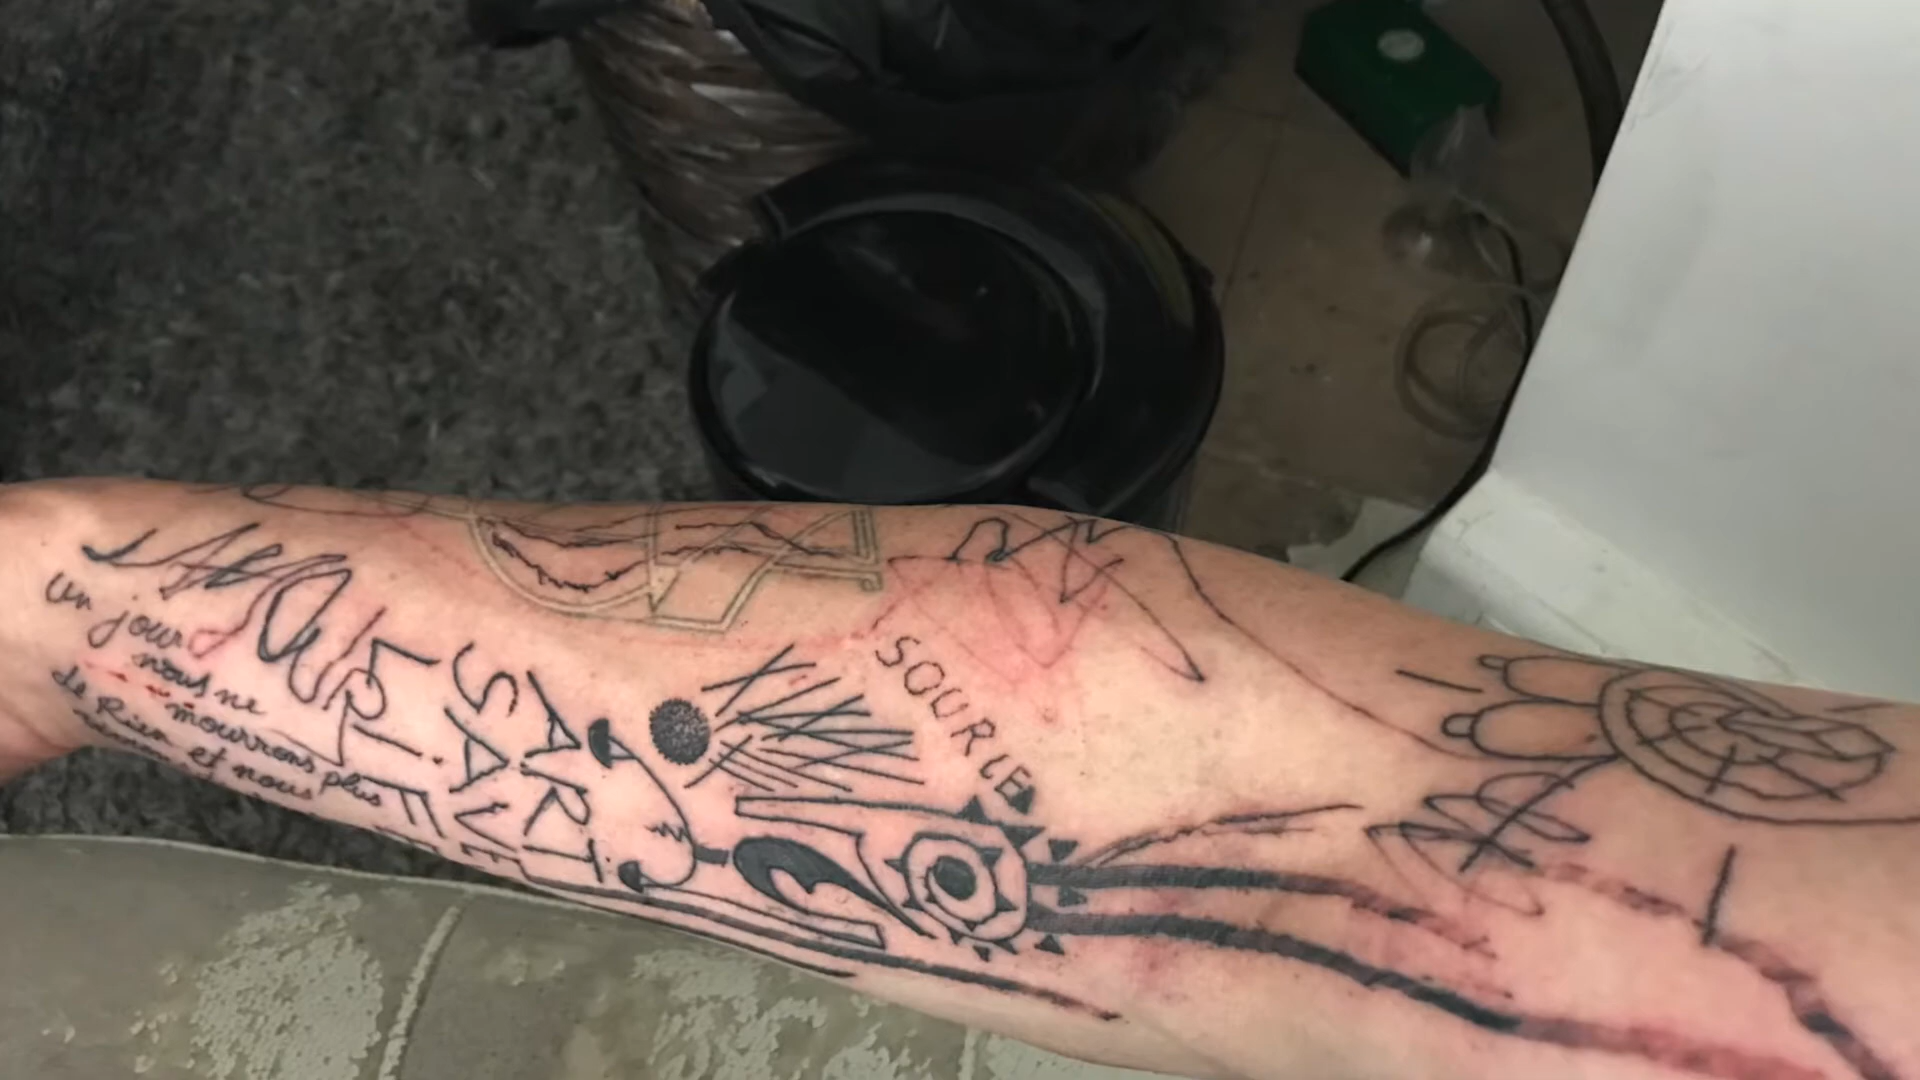 un jour
nous ne
mourrons plus
de Rien et nous
ART
SAVE
LIFE
SOURIE